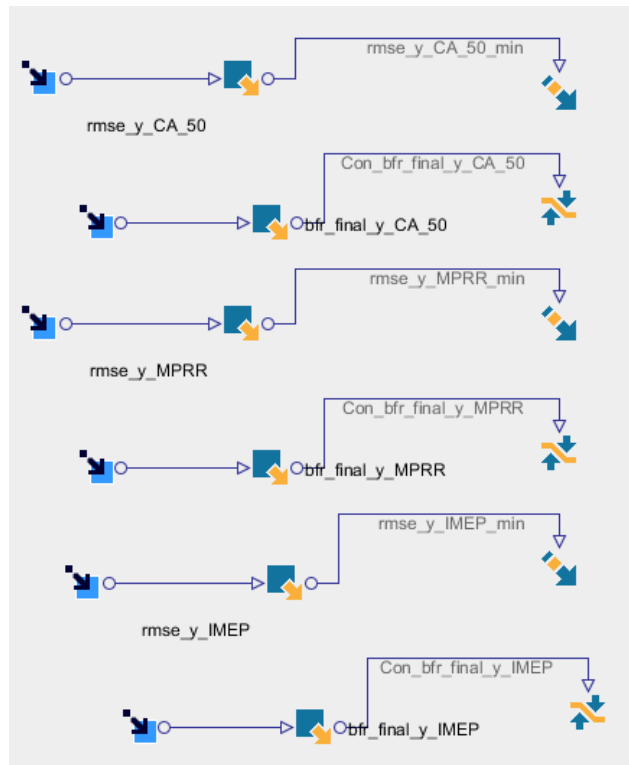 rmse_y_CA_50_min
rmse_y_CA_50
Con_bfr_final_y_CA_50
bfr_final_y_CA_50
rmse_y_MPRR_min
rmse_y_MPRR
Con_bfr_final_y_MPRR
bfr_final_y_MPRR
rmse_y_IMEP_min
rmse_y_IMEP
Con_bfr_final_y_IMEP
bfr_final_y_IMEP